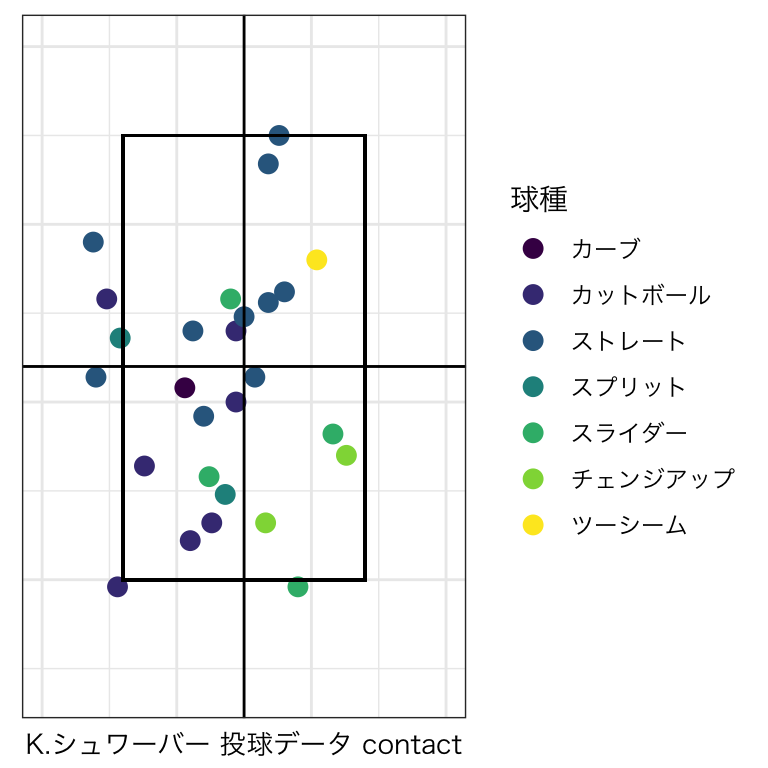 球種
カーブ
カットボール
ストレート
スプリット
スライダー
チェンジアップ
ツーシーム
K.シュワーバー 投球データ contact